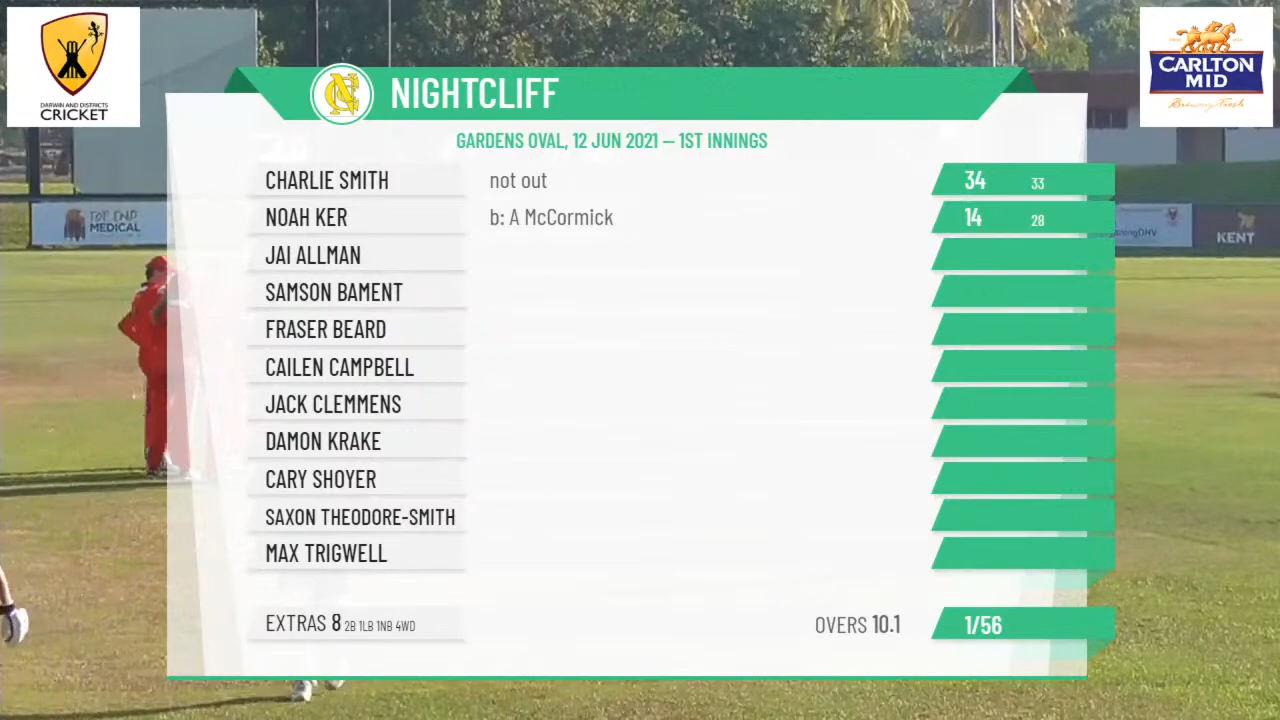 DARWIN AND DISTRICTS
CRICKET
CARLTON
MID
Brewery Fresh
NC
NIGHTCLIFF
GARDENS OVAL, 12 JUN 2021 – 1ST INNINGS
CHARLIE SMITH not out 34 33
NOAH KER b: A McCormick 14 28
JAI ALLMAN
SAMSON BAMENT
FRASER BEARD
CAILEN CAMPBELL
JACK CLEMMENS
DAMON KRAKE
CARY SHOYER
SAXON THEODORE-SMITH
MAX TRIGWELL
EXTRAS 8 2B 1LB 1NB 4WD OVERS 10.1 1/56
TOP END
MEDICAL
KENT